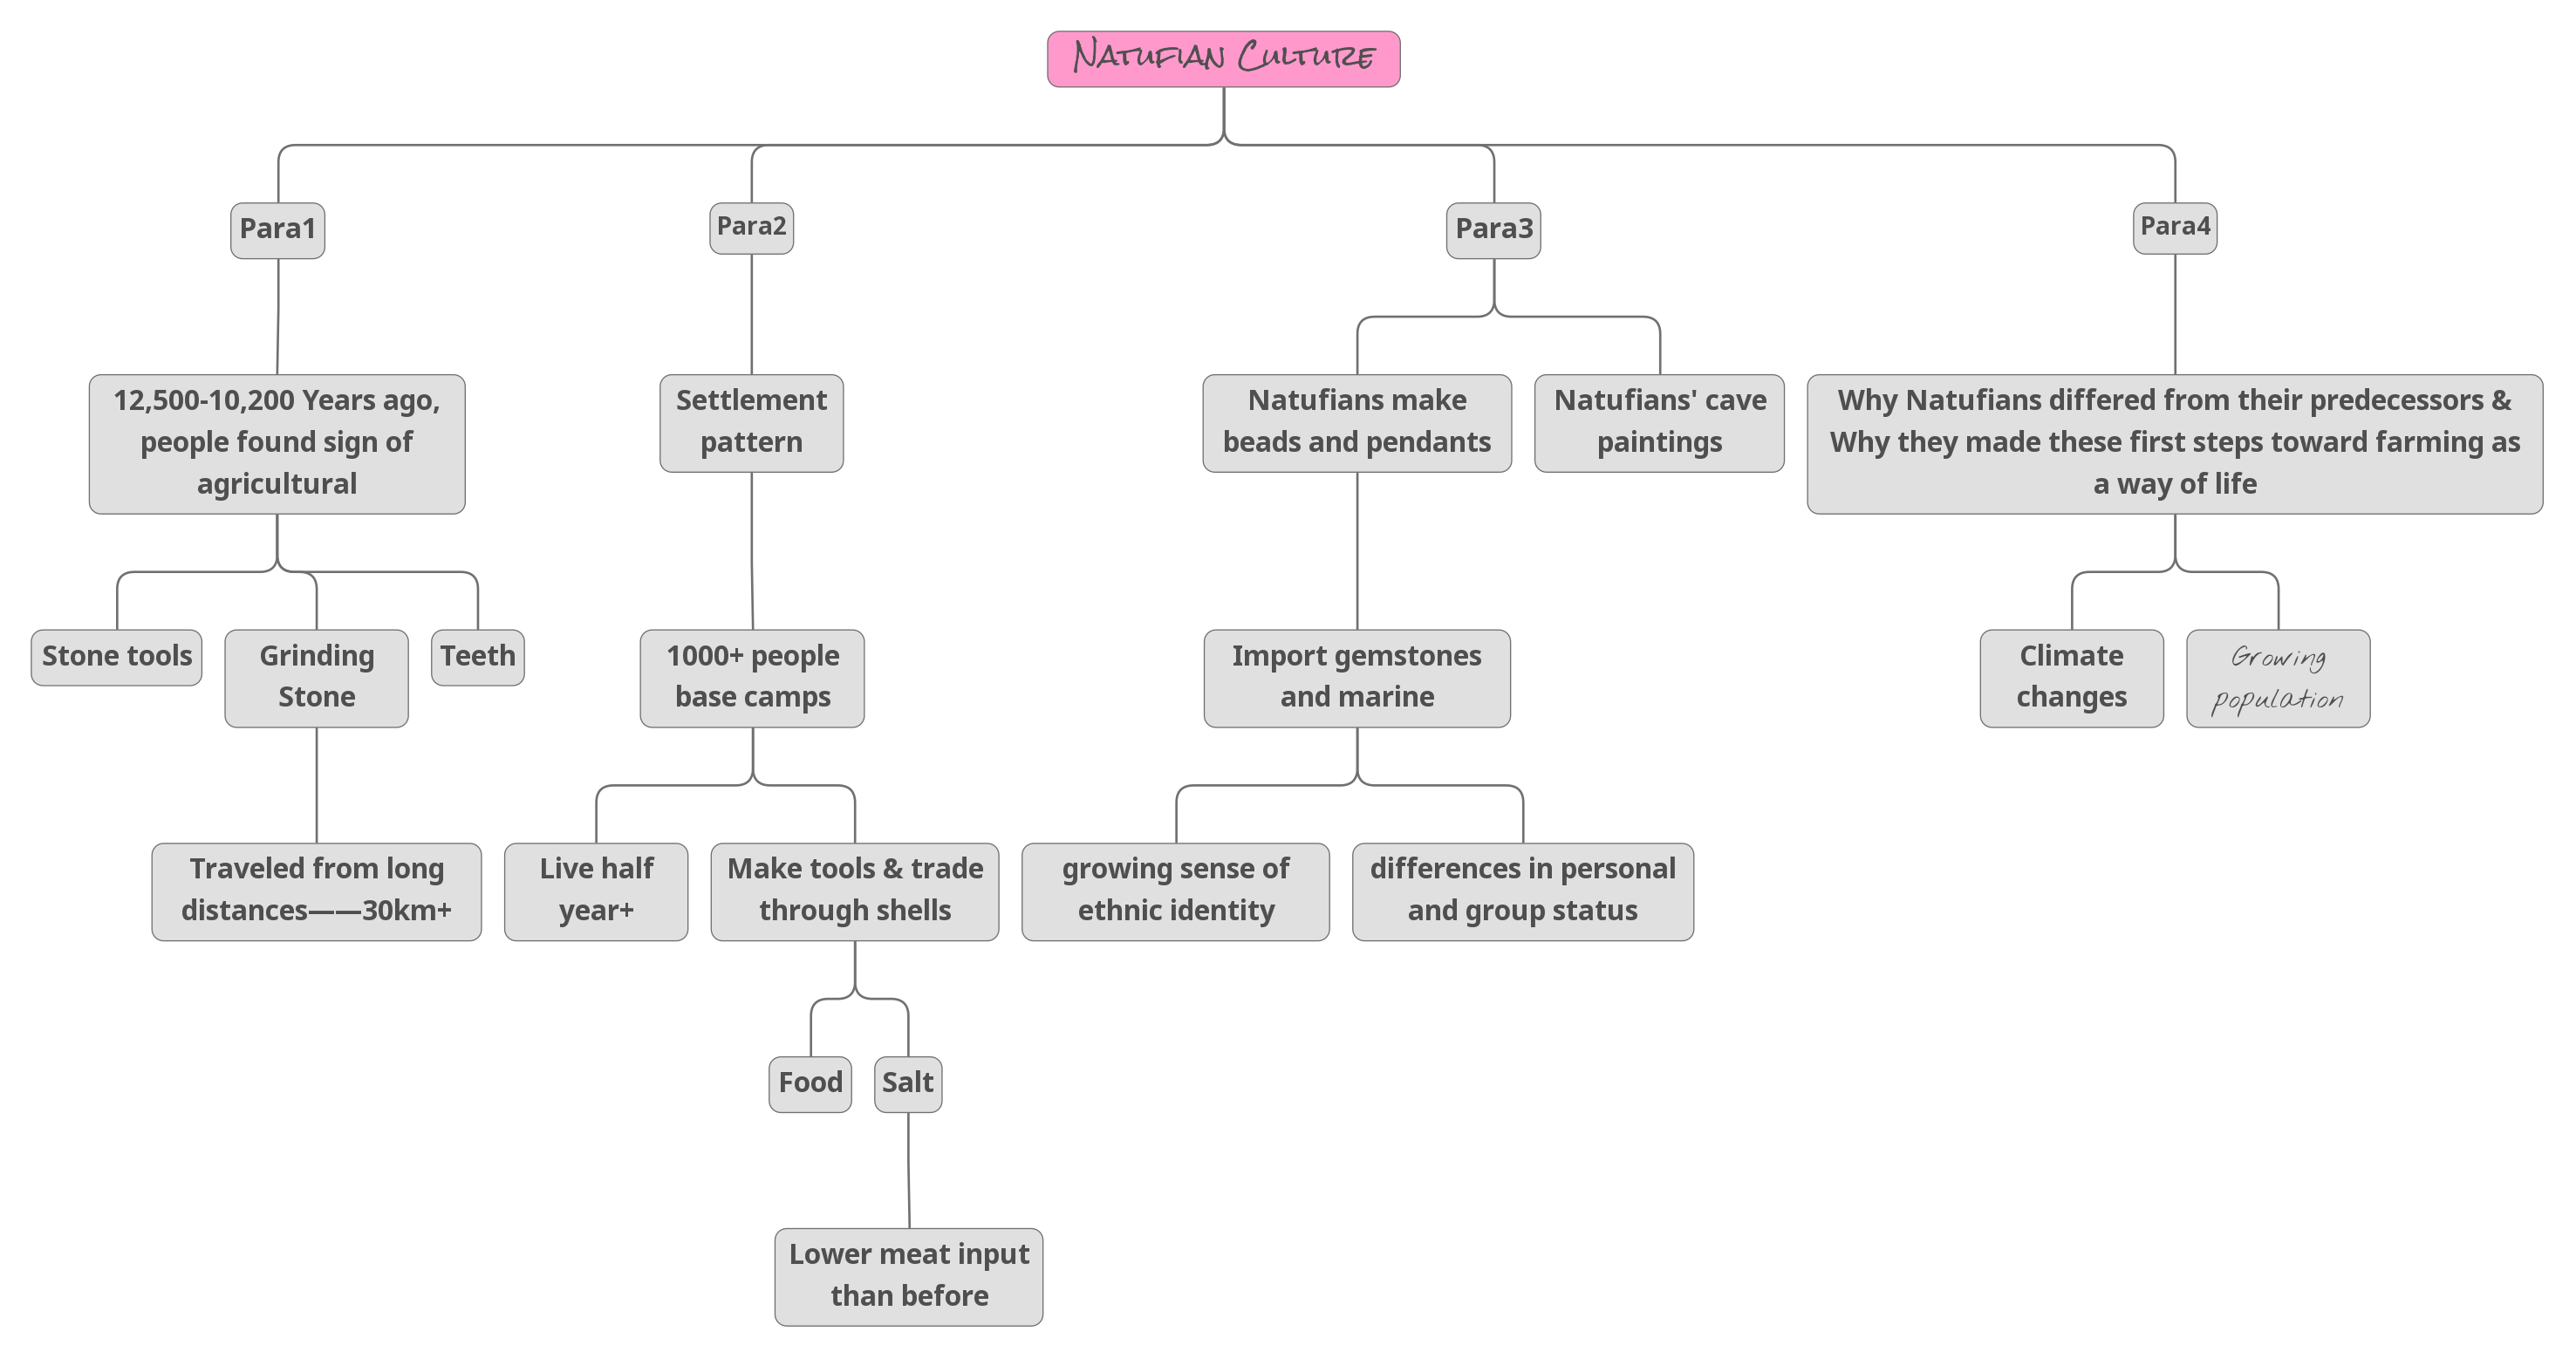 Natufian Culture
Para1
Para2
Para3
Para4
12,500-10,200 Years ago,
people found sign of
agricultural
Settlement
pattern
Natufians make
beads and pendants
Natufians' cave
paintings
Why Natufians differed from their predecessors &
Why they made these first steps toward farming as
a way of life
Stone tools
Grinding
Stone
Teeth
1000+ people
base camps
Import gemstones
and marine
Climate
changes
Growing
population
Traveled from long
distances——30km+
Live half
year+
Make tools & trade
through shells
growing sense of
ethnic identity
differences in personal
and group status
Food
Salt
Lower meat input
than before